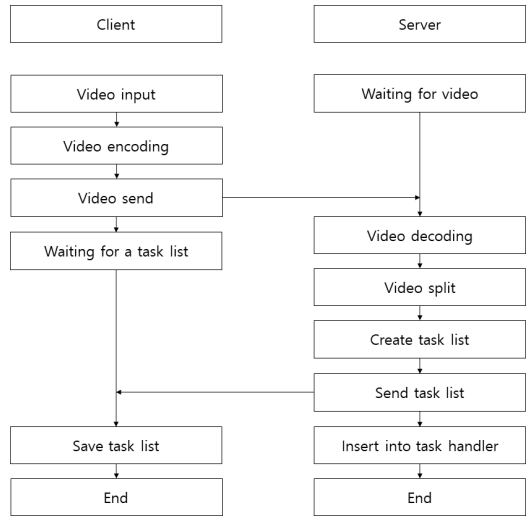 Client
Server
Video input
Waiting for video
Video encoding
Video send
Waiting for a task list
Video decoding
Video split
Create task list
Send task list
Save task list
Insert into task handler
End
End